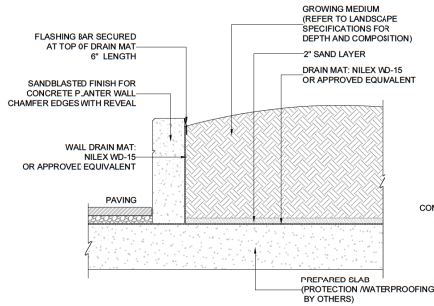 GROWING MEDIUM
(REFER TO LANDSCAPE
SPECIFICATIONS FOR
DEPTH AND COMPOSITION)
2" SAND LAYER
DRAIN MAT: NILEX WD-15
OR APPROVED EQUIVALENT
FLASHING BAR SECURED
AT TOP OF DRAIN MAT
6" LENGTH
SANDBLASTED FINISH FOR
CONCRETE PLANTER WALL
CHAMFER EDGES WITH REVEAL
WALL DRAIN MAT:
NILEX WD-15
OR APPROVED EQUIVALENT
PAVING
PREPARED SLAB
(PROTECTION /WATERPROOFING
BY OTHERS)